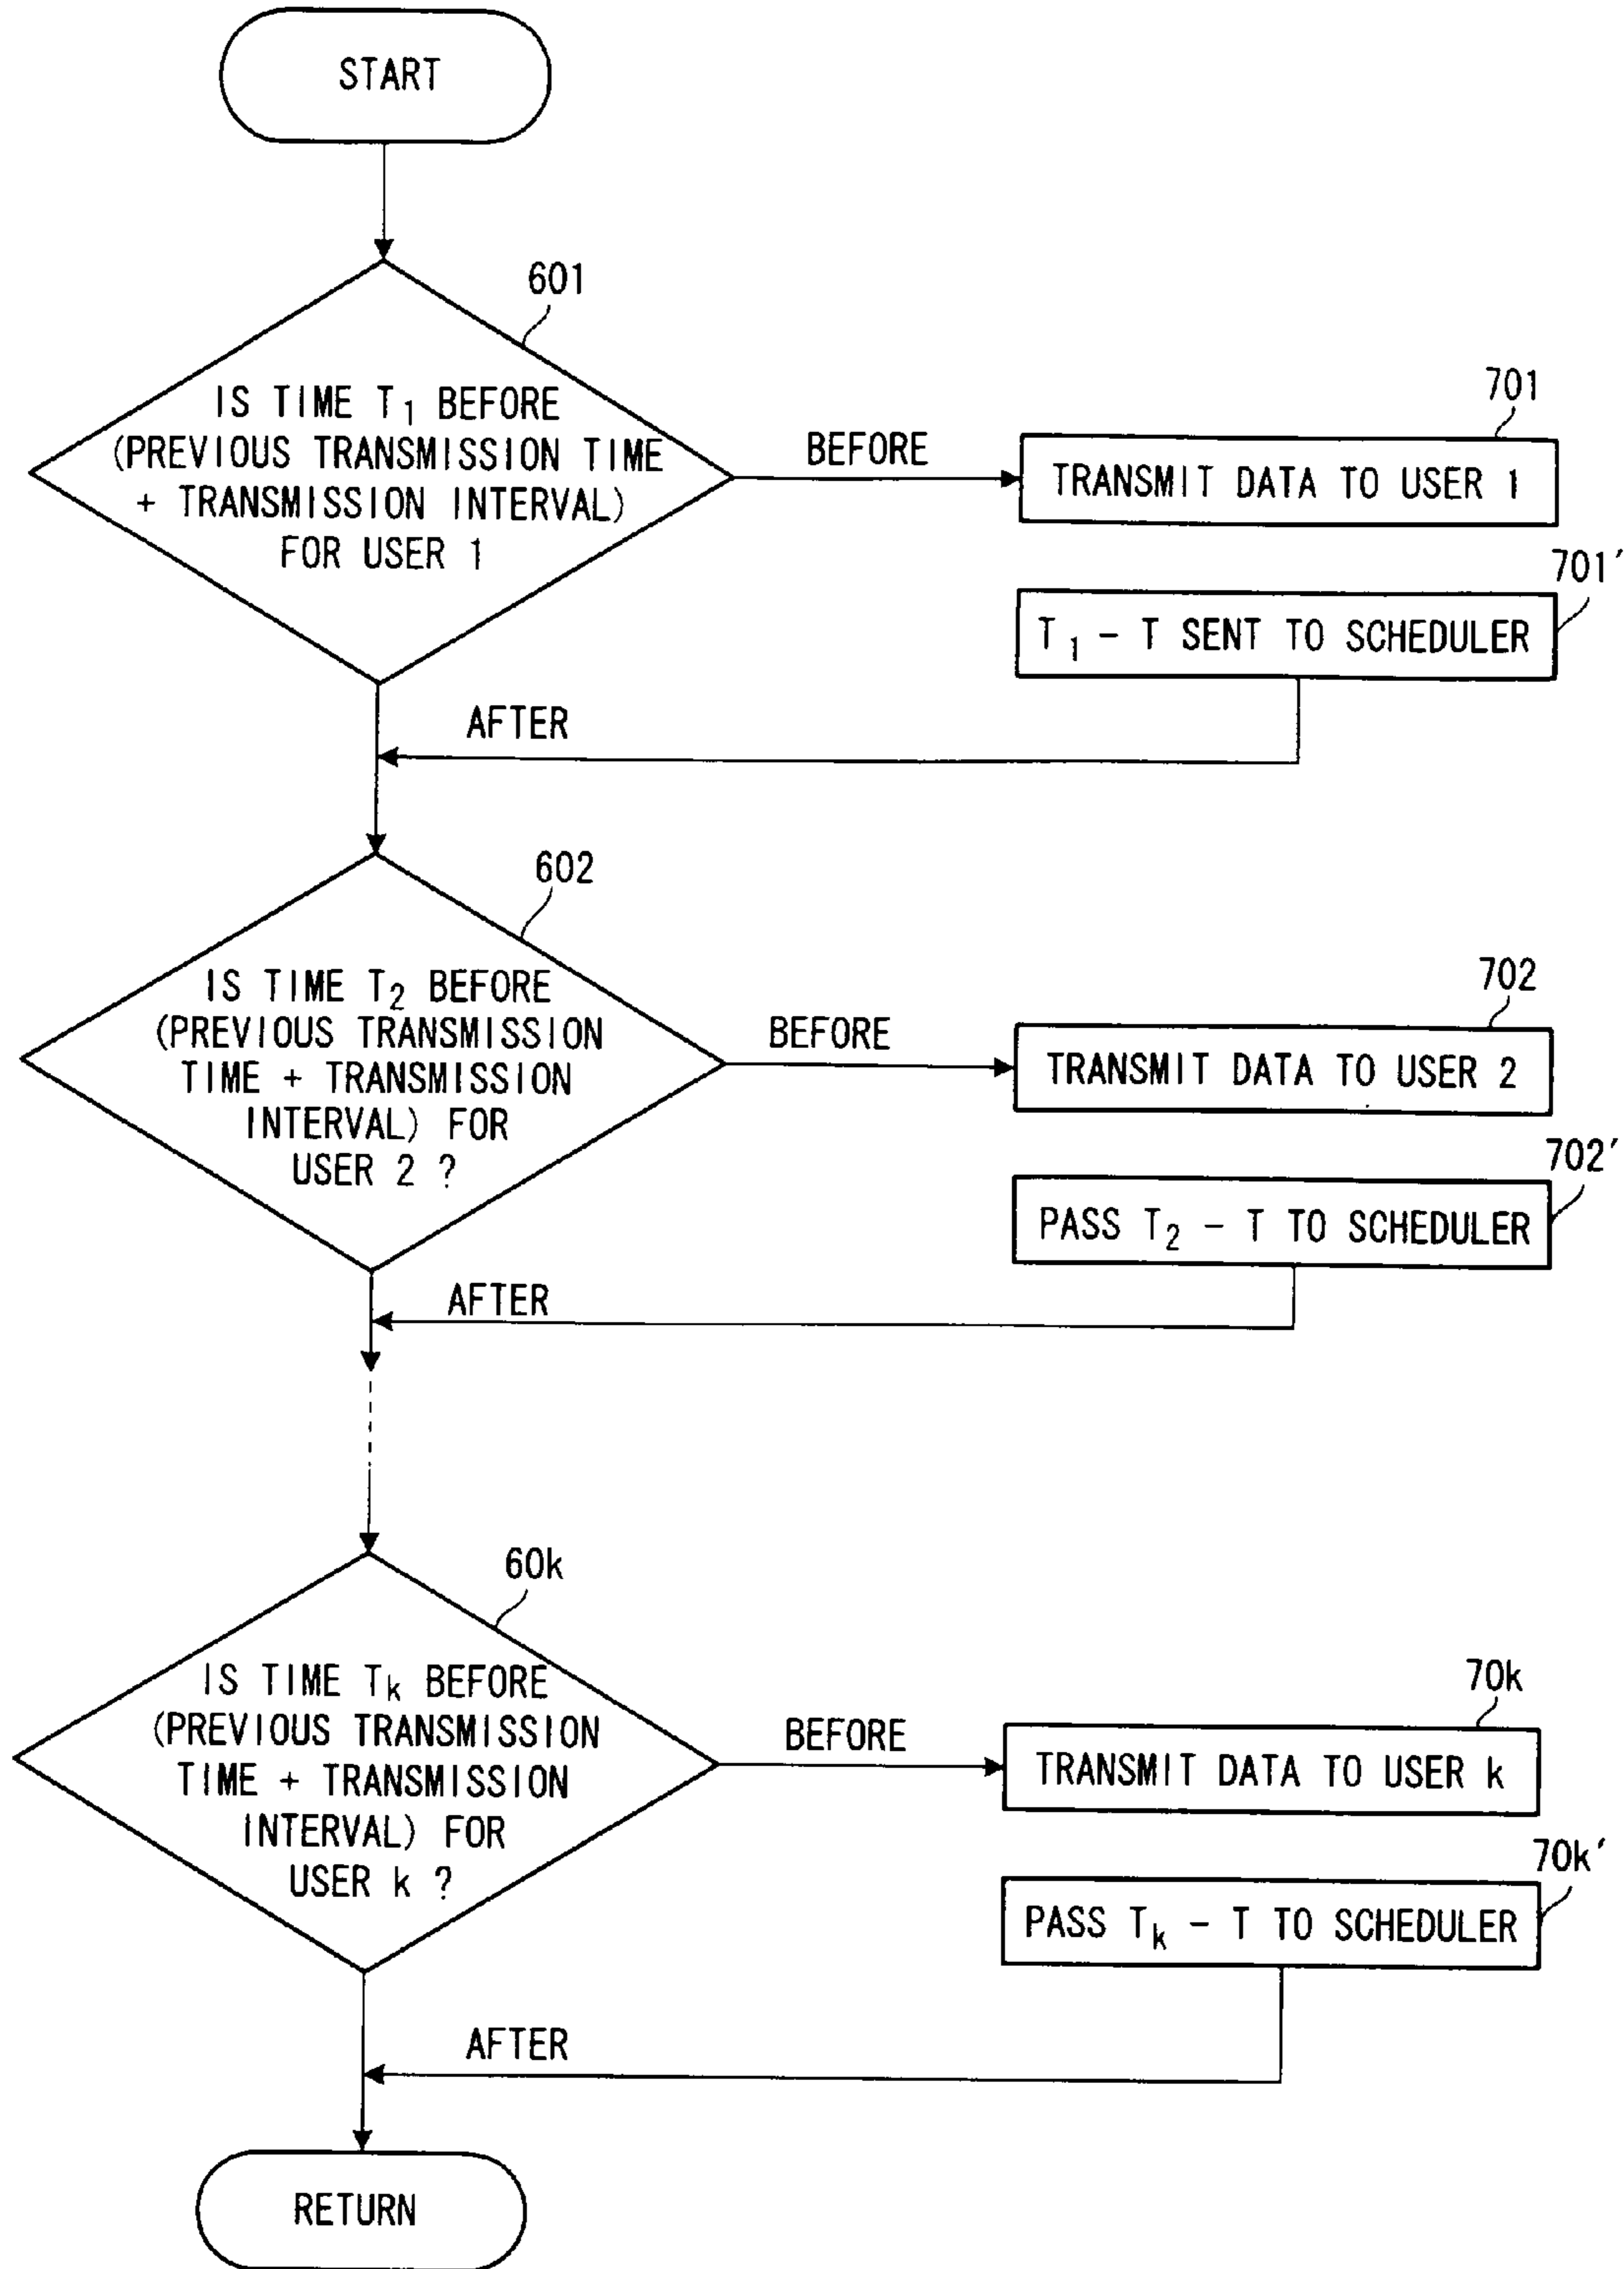 START
601
IS TIME T1 BEFORE
(PREVIOUS TRANSMISSION TIME
+ TRANSMISSION INTERVAL)
FOR USER 1
BEFORE
701
TRANSMIT DATA TO USER 1
701'
T1 - T SENT TO SCHEDULER
AFTER
602
IS TIME T2 BEFORE
(PREVIOUS TRANSMISSION
TIME + TRANSMISSION
INTERVAL) FOR
USER 2 ?
BEFORE
702
TRANSMIT DATA TO USER 2
702'
PASS T2 - T TO SCHEDULER
AFTER
60k
IS TIME Tk BEFORE
(PREVIOUS TRANSMISSION
TIME + TRANSMISSION
INTERVAL) FOR
USER k ?
BEFORE
70k
TRANSMIT DATA TO USER k
70k'
PASS Tk - T TO SCHEDULER
AFTER
RETURN